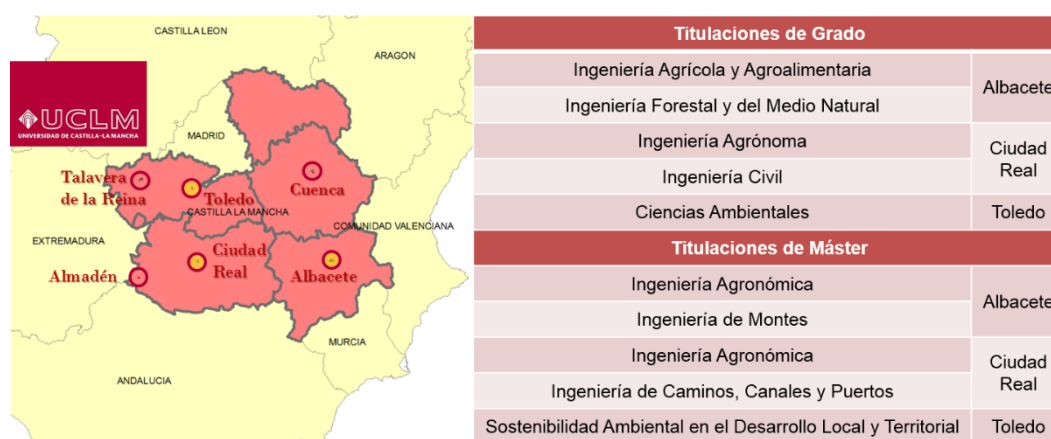 CASTILLA LEON
ARAGON
UCLM
UNIVERSIDAD DE CASTILLA-LA MANCHA
MADRID
Talavera
de la Reina
Toledo
Cuenca
CASTILLA LA MANCHA
COMUNIDAD VALENCIANA
EXTREMADURA
Ciudad
Real
Almadén
Albacete
MURCIA
ANDALUCIA
Titulaciones de Grado
Ingeniería Agrícola y Agroalimentaria
Albacete
Ingeniería Forestal y del Medio Natural
Ingeniería Agrónoma
Ciudad
Real
Ingeniería Civil
Ciencias Ambientales
Toledo
Titulaciones de Máster
Ingeniería Agronómica
Albacete
Ingeniería de Montes
Ingeniería Agronómica
Ciudad
Real
Ingeniería de Caminos, Canales y Puertos
Sostenibilidad Ambiental en el Desarrollo Local y Territorial
Toledo